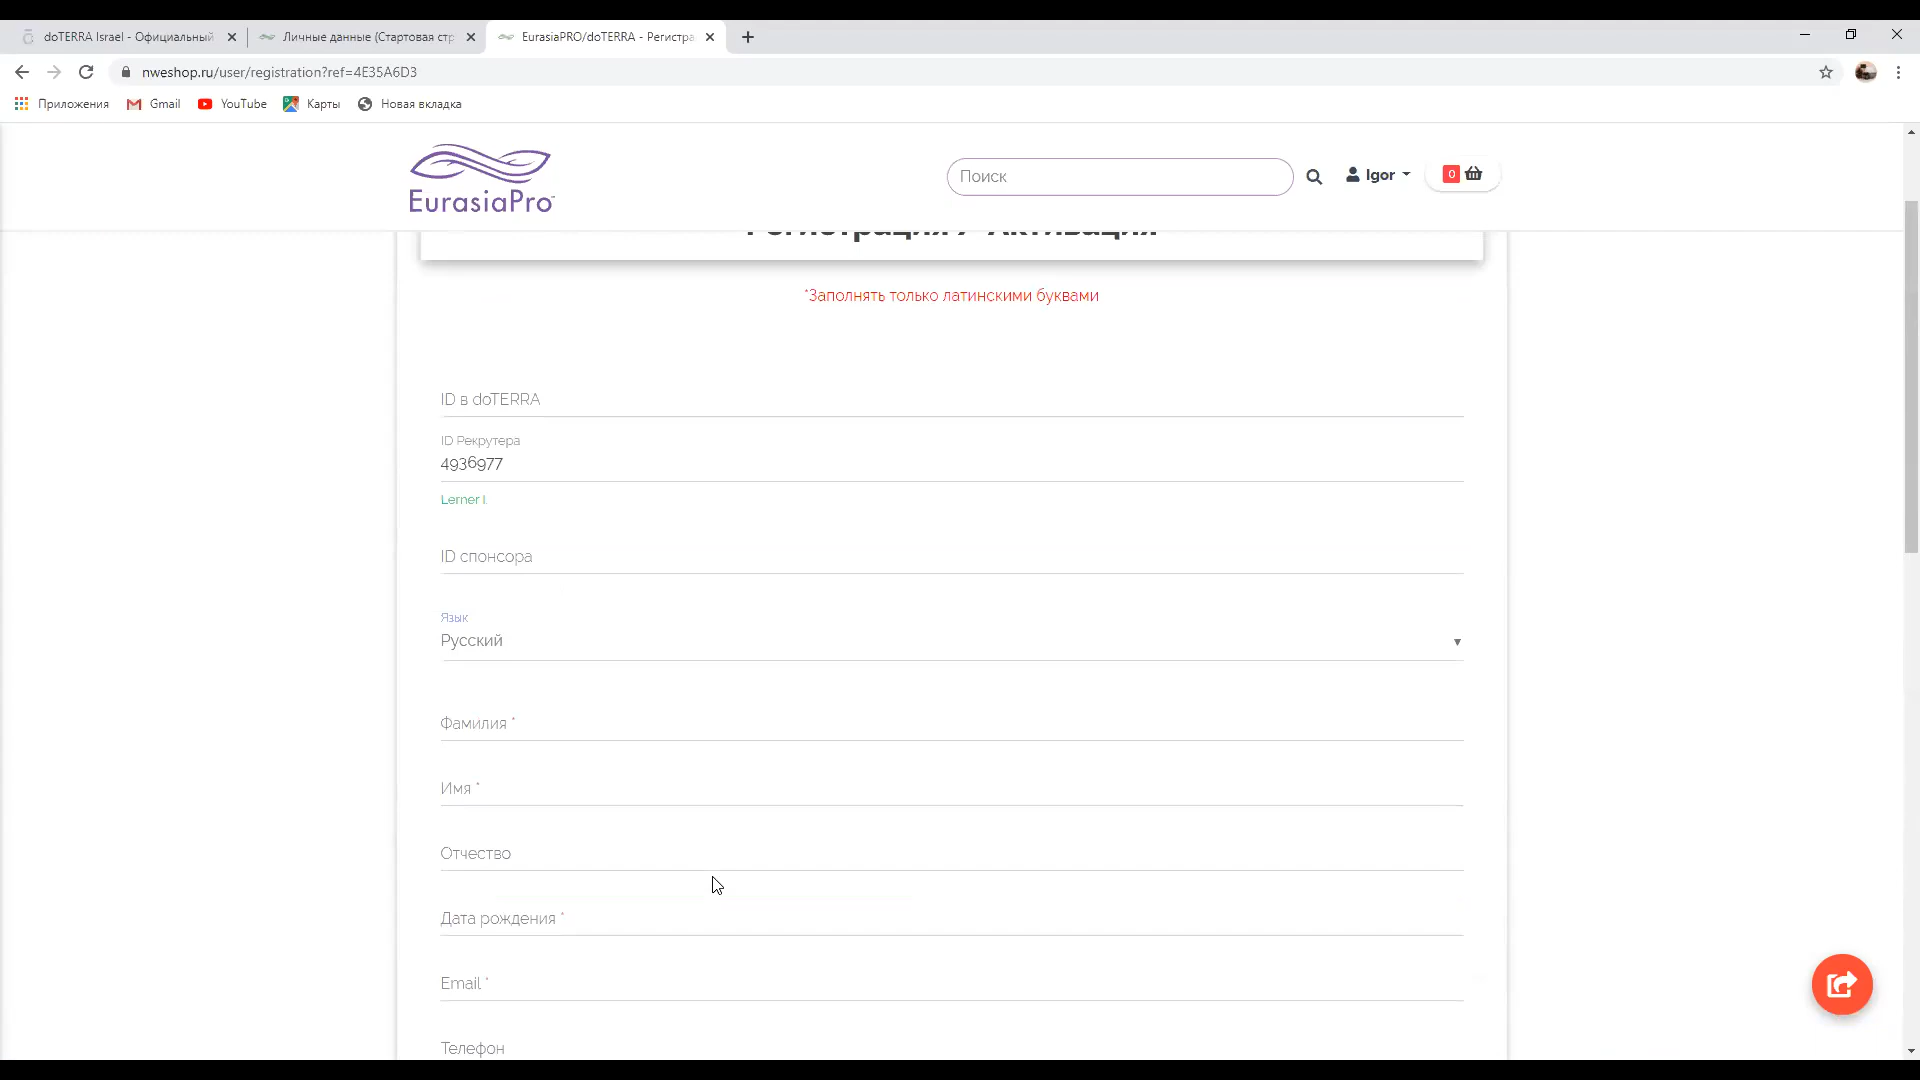 doTERRA Israel - Официальный
Личные данные (Стартовая стр
EurasiaPRO/doTERRA - Регистра
nweshop.ru/user/registration?ref=4E35A6D3
Приложения
Gmail
YouTube
Карты
Новая вкладка
EurasiaPro
Поиск
Igor
0
Регистрация / Активация
*Заполнять только латинскими буквами
ID в doTERRA
ID Рекрутера
4936977
Lerner I.
ID спонсора
Язык
Русский
Фамилия *
Имя *
Отчество
Дата рождения *
Email *
Телефон